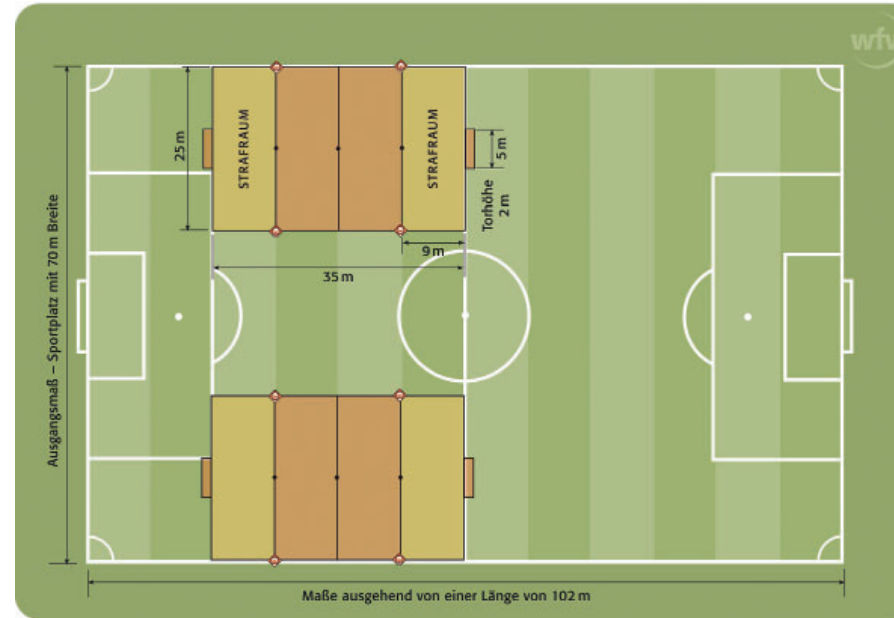 wfv
STRAFRAUM
STRAFRAUM
25 m
5 m
Torhöhe
2 m
9 m
35 m
Ausgangsmaß – Sportplatz mit 70 m Breite
Maße ausgehend von einer Länge von 102 m